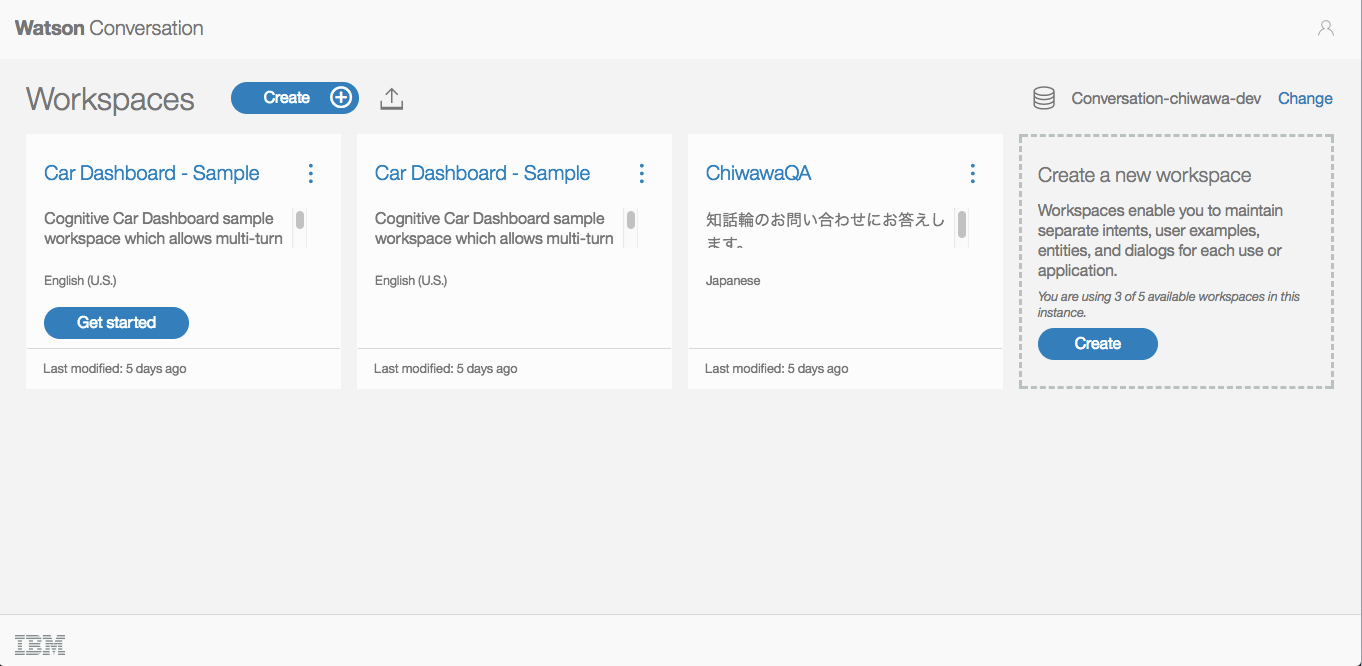 Watson Conversation
Workspaces
Create
Conversation-chiwawa-dev
Change
Car Dashboard - Sample
Cognitive Car Dashboard sample
workspace which allows multi-turn
English (U.S.)
Get started
Last modified: 5 days ago
Car Dashboard - Sample
Cognitive Car Dashboard sample
workspace which allows multi-turn
English (U.S.)
Last modified: 5 days ago
ChiwawaQA
知話輪のお問い合わせにお答えし
ます。
Japanese
Last modified: 5 days ago
Create a new workspace
Workspaces enable you to maintain
separate intents, user examples,
entities, and dialogs for each use or
application.
You are using 3 of 5 available workspaces in this
instance.
Create
IBM